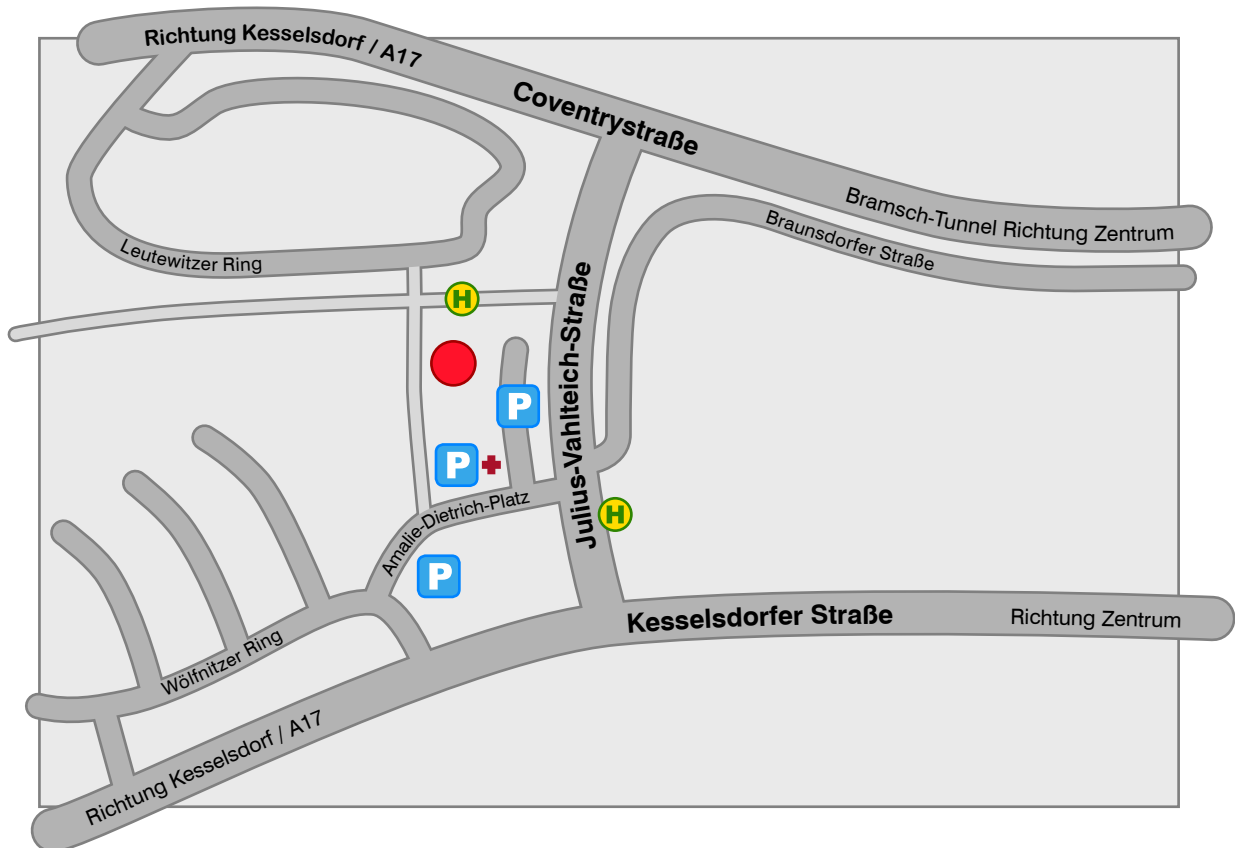 Richtung Kesselsdorf / A17
Coventrystraße
Bramsch-Tunnel Richtung Zentrum
Braunsdorfer Straße
Leutewitzer Ring
H
Julius-Vahlteich-Straße
P
P
Amalie-Dietrich-Platz
H
P
Kesselsdorfer Straße
Richtung Zentrum
Wölfnitzer Ring
Richtung Kesselsdorf / A17